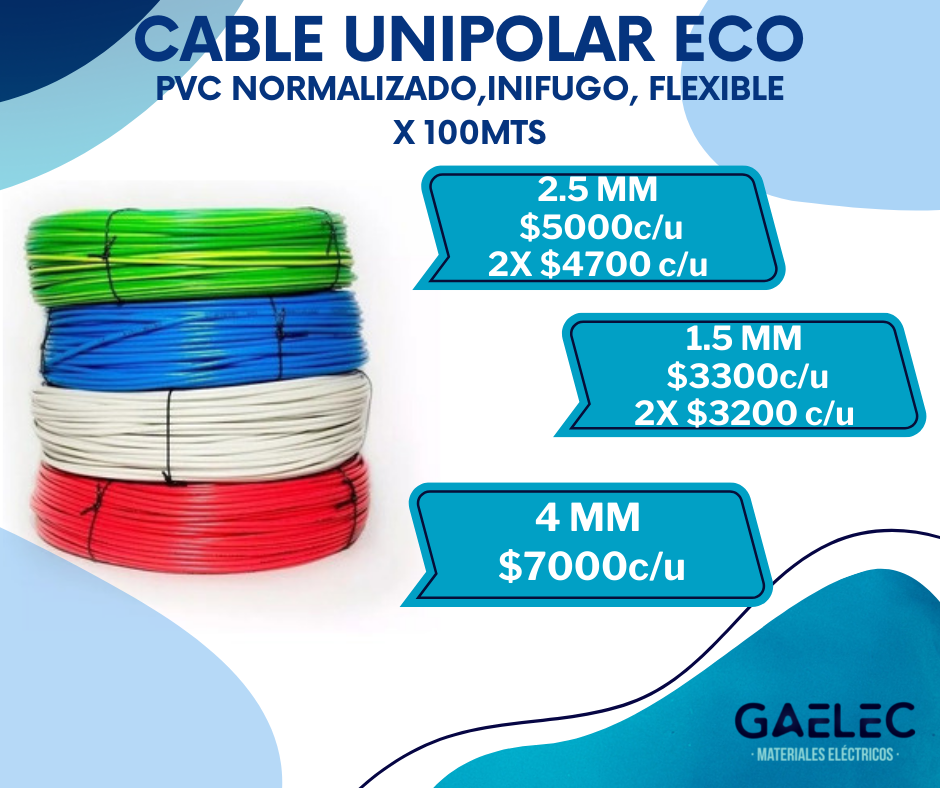 CABLE UNIPOLAR ECO
PVC NORMALIZADO,INIFUGO, FLEXIBLE
X 100MTS
2.5 MM
$5000c/u
2X $4700 c/u
1.5 MM
$3300c/u
2X $3200 c/u
4 MM
$7000c/u
GAELEC
· MATERIALES ELÉCTRICOS ·